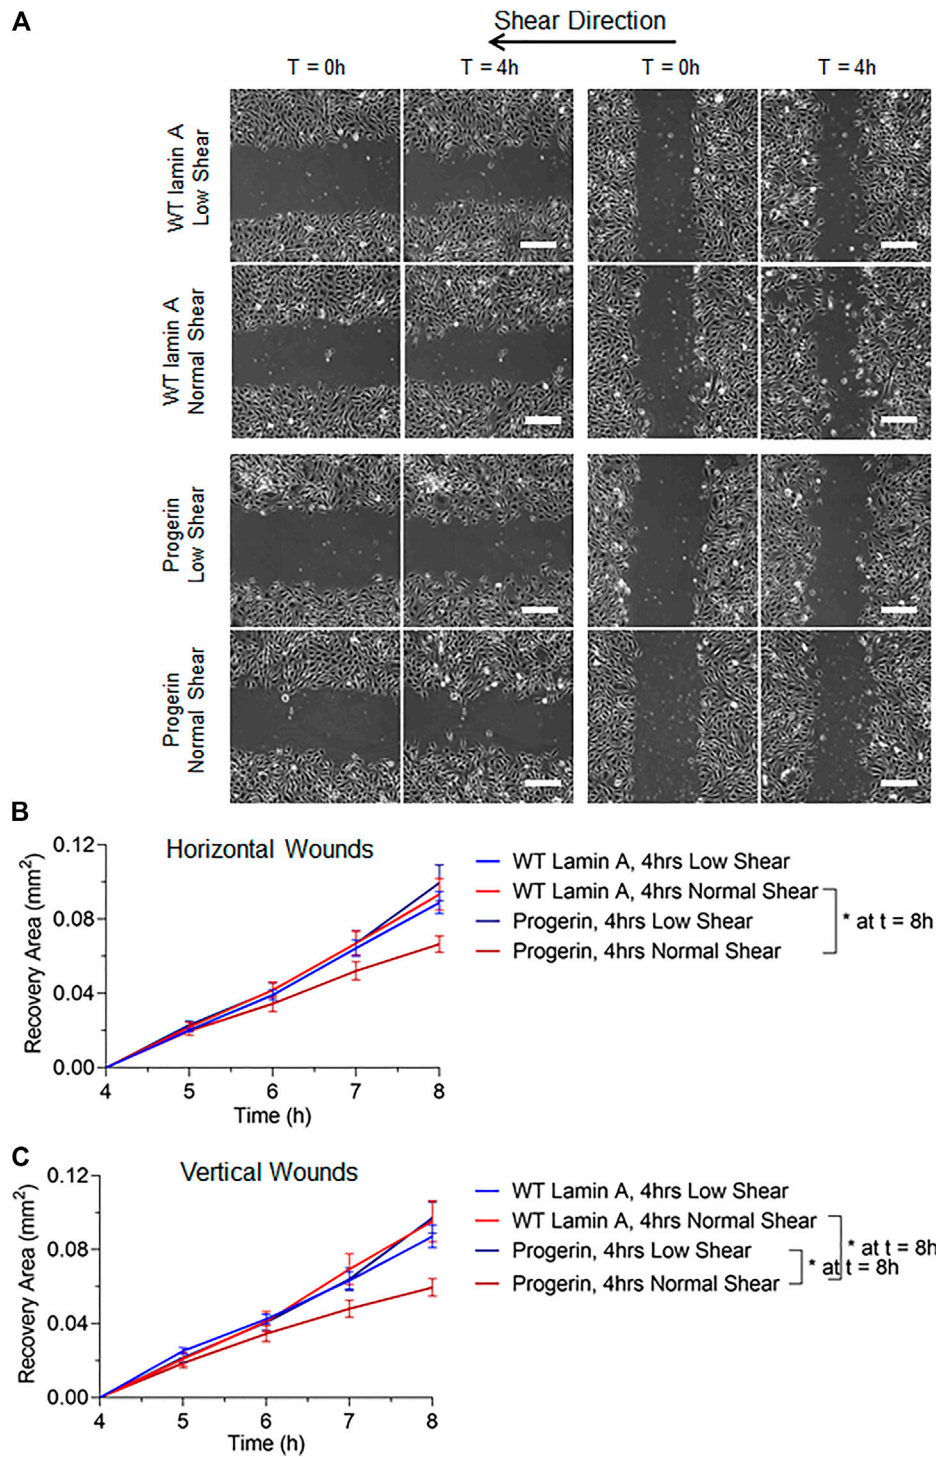 A
Shear Direction
T = 0h
T = 4h
T = 0h
T = 4h
WT lamin A
Low Shear
WT lamin A
Normal Shear
Progerin
Low Shear
Progerin
Normal Shear
B
Horizontal Wounds
Recovery Area (mm²)
0.12
0.08
0.04
0.00
4
5
6
7
8
Time (h)
WT Lamin A, 4hrs Low Shear
WT Lamin A, 4hrs Normal Shear
Progerin, 4hrs Low Shear
Progerin, 4hrs Normal Shear
* at t = 8h
C
Vertical Wounds
Recovery Area (mm²)
0.12
0.08
0.04
0.00
4
5
6
7
8
Time (h)
WT Lamin A, 4hrs Low Shear
WT Lamin A, 4hrs Normal Shear
Progerin, 4hrs Low Shear
Progerin, 4hrs Normal Shear
* at t = 8h
* at t = 8h